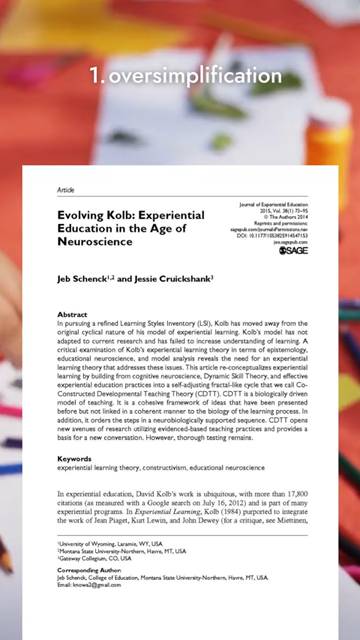 1. oversimplification
Article
Evolving Kolb: Experiential
Education in the Age of
Neuroscience
Journal of Experiential Education
2015, Vol. 38(1) 73–95
© The Authors 2014
Reprints and permissions:
sagepub.com/journalsPermissions.nav
DOI: 10.1177/1053825914547153
jee.sagepub.com
SAGE
Jeb Schenck1,2 and Jessie Cruickshank3
Abstract
In pursuing a refined Learning Styles Inventory (LSI), Kolb has moved away from the
original cyclical nature of his model of experiential learning. Kolb's model has not
adapted to current research and has failed to increase understanding of learning. A
critical examination of Kolb's experiential learning theory in terms of epistemology,
educational neuroscience, and model analysis reveals the need for an experiential
learning theory that addresses these issues. This article re-conceptualizes experiential
learning by building from cognitive neuroscience, Dynamic Skill Theory, and effective
experiential education practices into a self-adjusting fractal-like cycle that we call Co-
Constructed Developmental Teaching Theory (CDTT). CDTT is a biologically driven
model of teaching. It is a cohesive framework of ideas that have been presented
before but not linked in a coherent manner to the biology of the learning process. In
addition, it orders the steps in a neurobiologically supported sequence. CDTT opens
new avenues of research utilizing evidenced-based teaching practices and provides a
basis for a new conversation. However, thorough testing remains.
Keywords
experiential learning theory, constructivism, educational neuroscience
In experiential education, David Kolb's work is ubiquitous, with more than 17,800
citations (as measured with a Google search on July 16, 2012) and is part of many
experiential programs. In Experiential Learning, Kolb (1984) purported to integrate
the work of Jean Piaget, Kurt Lewin, and John Dewey (for a critique, see Miettinen,
1University of Wyoming, Laramie, WY, USA
2Montana State University-Northern, Havre, MT, USA
3Gateway Collegium, CO, USA
Corresponding Author:
Jeb Schenck, College of Education, Montana State University-Northern, Havre, MT, USA.
Email: knowa2@gmail.com